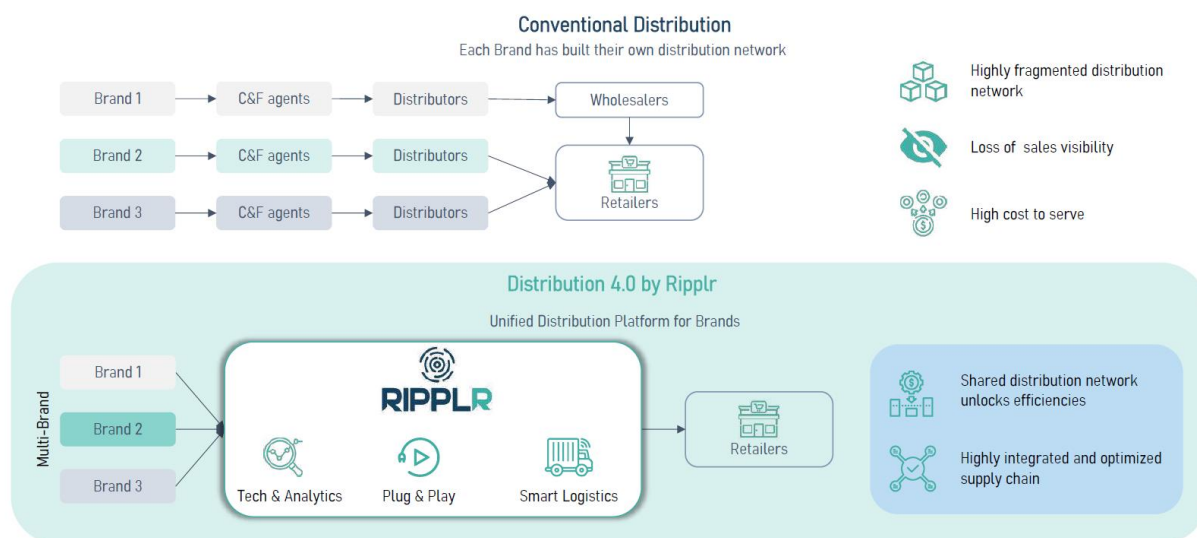 Conventional Distribution
Each Brand has built their own distribution network
Brand 1
C&F agents
Distributors
Wholesalers
Brand 2
C&F agents
Distributors
Retailers
Brand 3
C&F agents
Distributors
Highly fragmented distribution
network
Loss of sales visibility
High cost to serve
Distribution 4.0 by Ripplr
Unified Distribution Platform for Brands
Multi-Brand
Brand 1
Brand 2
Brand 3
RIPPLR
Tech & Analytics
Plug & Play
Smart Logistics
Retailers
Shared distribution network
unlocks efficiencies
Highly integrated and optimized
supply chain